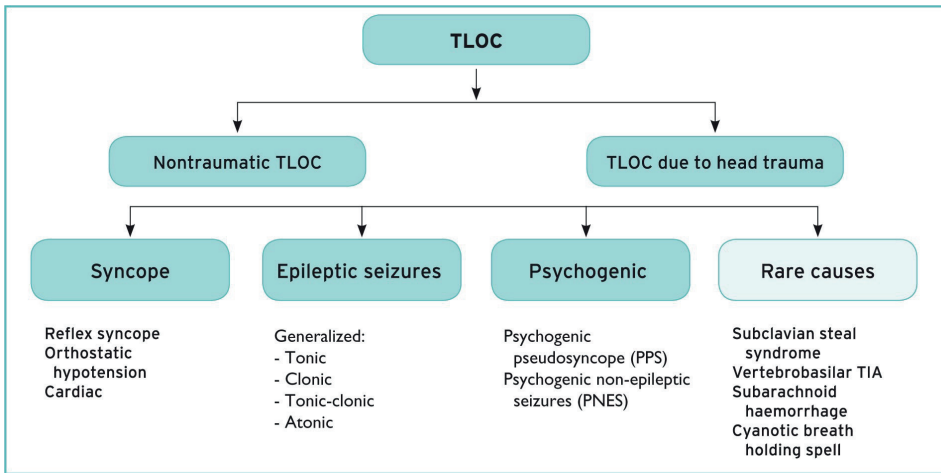 TLOC
Nontraumatic TLOC
TLOC due to head trauma
Syncope
Epileptic seizures
Psychogenic
Rare causes
Reflex syncope
Orthostatic
hypotension
Cardiac
Generalized:
- Tonic
- Clonic
- Tonic-clonic
- Atonic
Psychogenic
pseudosyncope (PPS)
Psychogenic non-epileptic
seizures (PNES)
Subclavian steal
syndrome
Vertebrobasilar TIA
Subarachnoid
haemorrhage
Cyanotic breath
holding spell